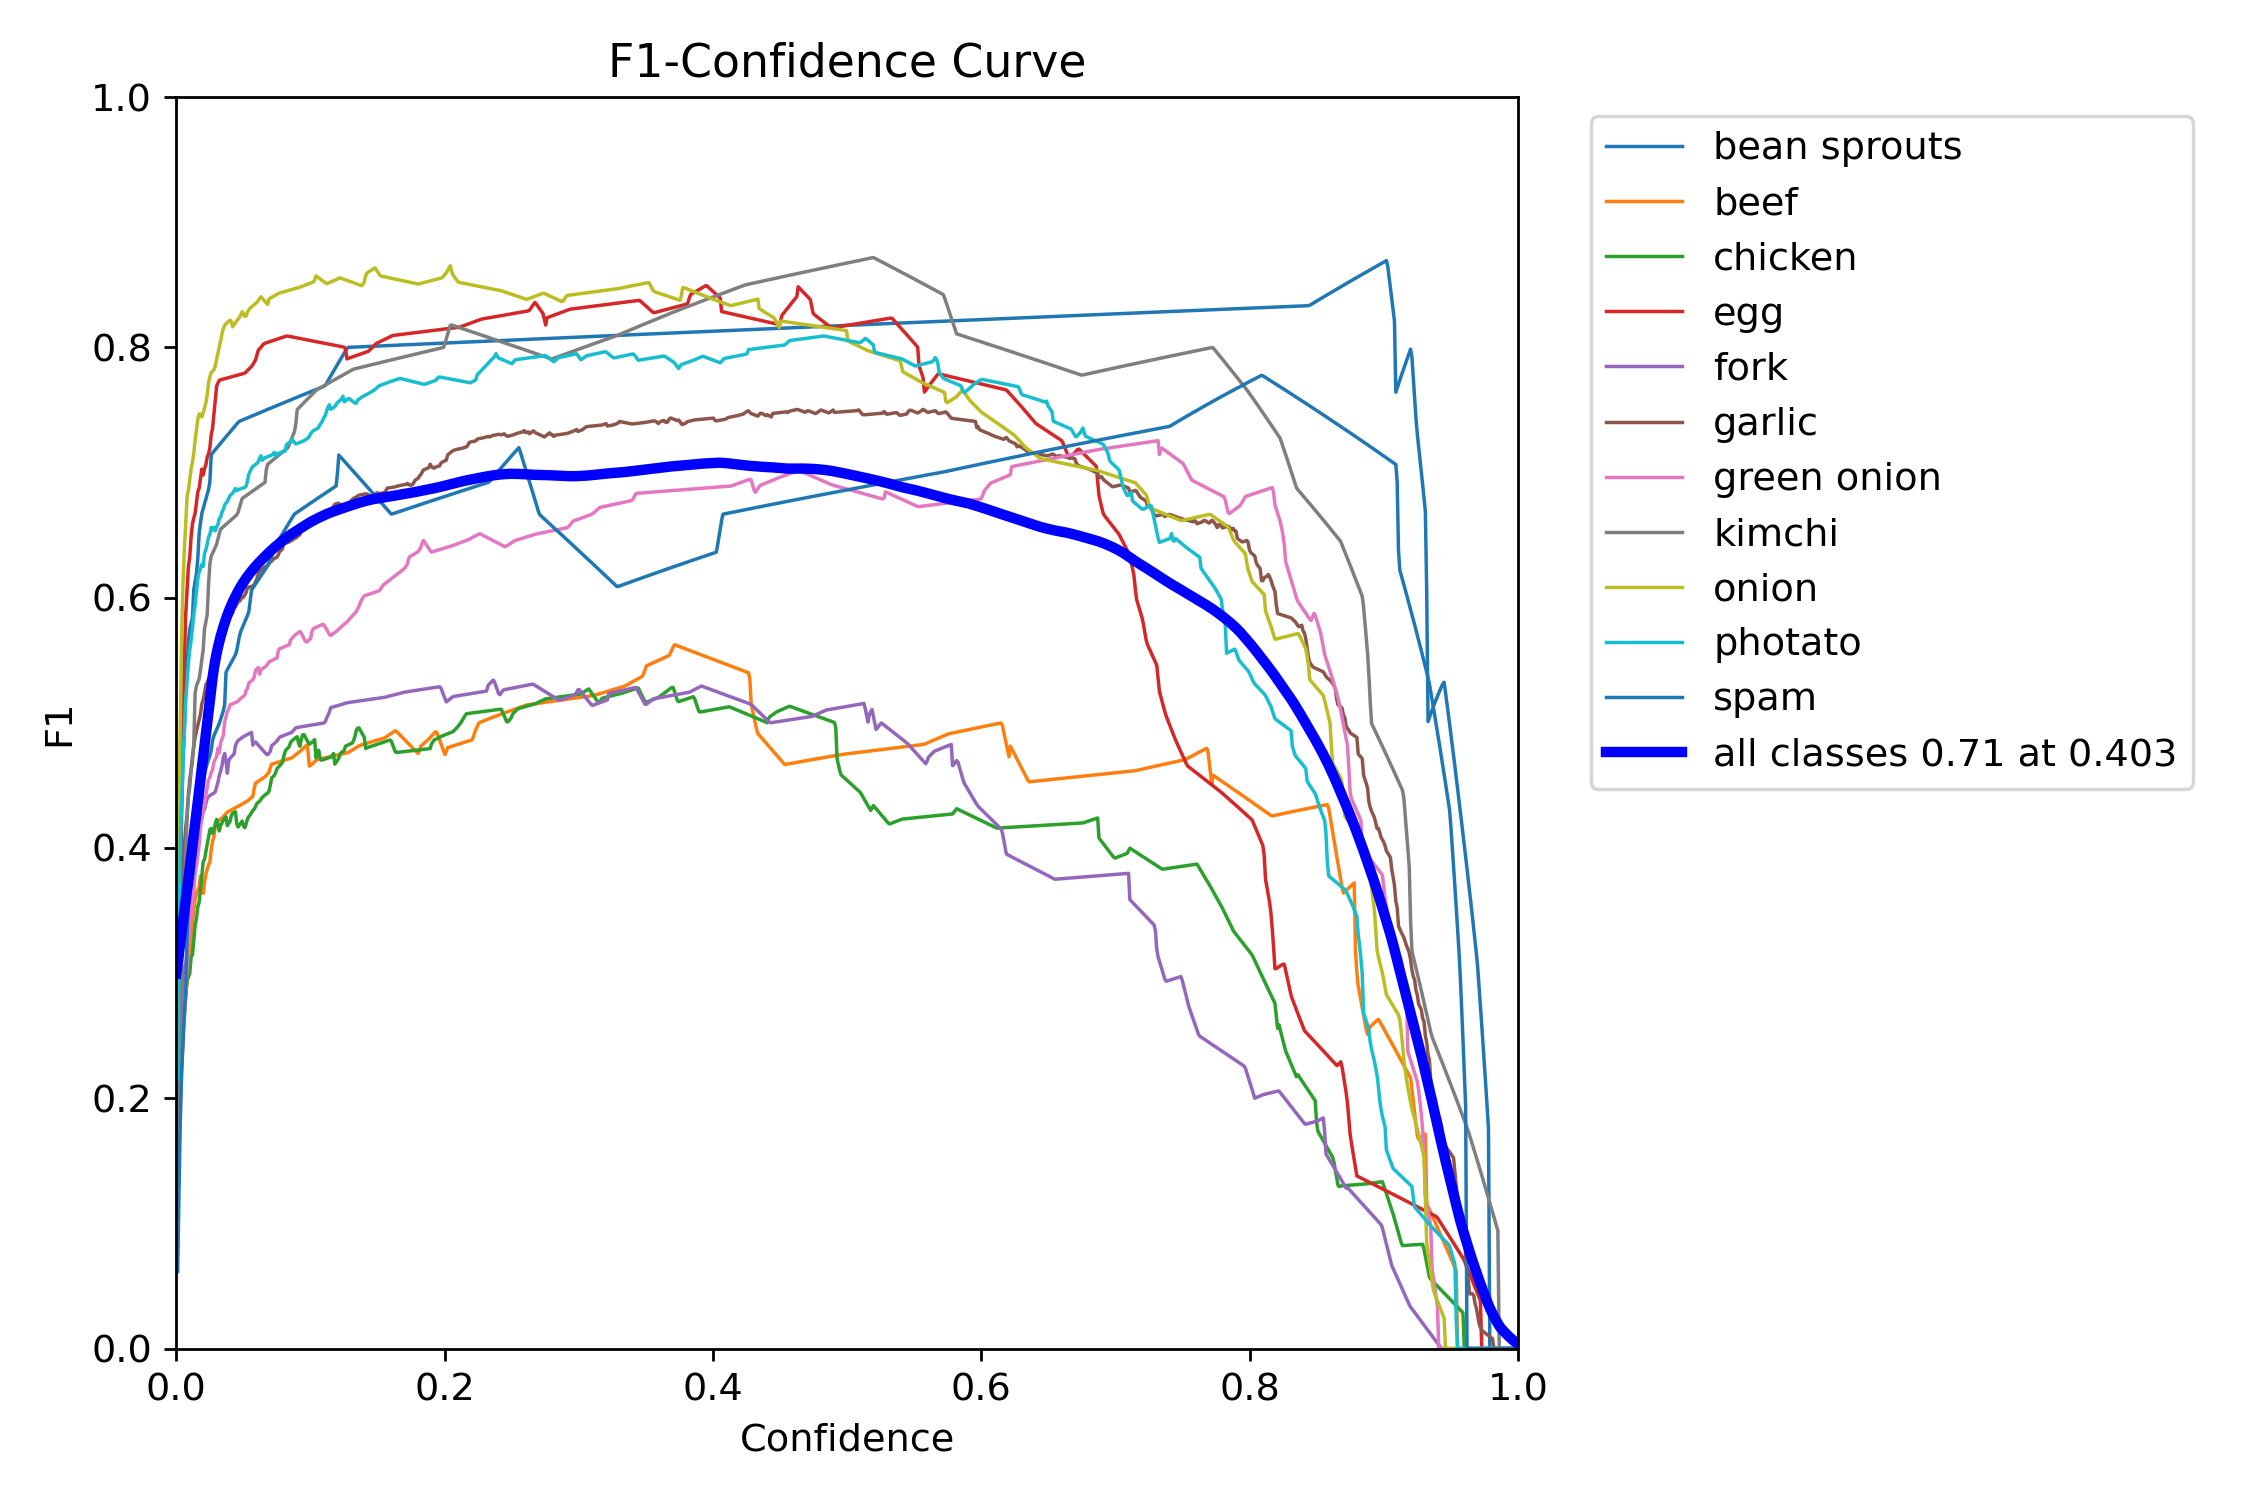 F1-Confidence Curve
1.0
0.8
0.6
0.4
0.2
0.0
F1
0.0 0.2 0.4 0.6 0.8 1.0
Confidence
bean sprouts
beef
chicken
egg
fork
garlic
green onion
kimchi
onion
photato
spam
all classes 0.71 at 0.403